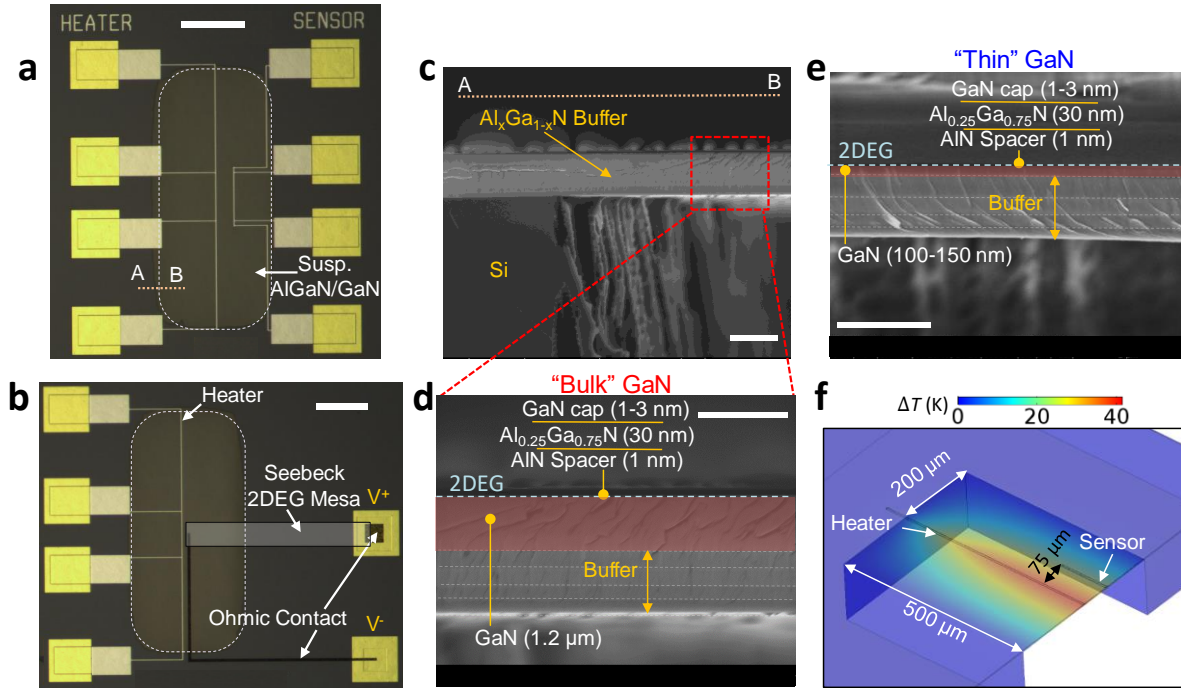 a
HEATER
SENSOR
A
B
Susp.
AlGaN/GaN
b
Heater
Seebeck
2DEG Mesa
V+
Ohmic Contact
V-
c
A
B
AlxGa1-xN Buffer
Si
"Bulk" GaN
d
GaN cap (1-3 nm)
Al0.25Ga0.75N (30 nm)
AlN Spacer (1 nm)
2DEG
Buffer
GaN (1.2 µm)
"Thin" GaN
e
GaN cap (1-3 nm)
Al0.25Ga0.75N (30 nm)
AlN Spacer (1 nm)
2DEG
Buffer
GaN (100-150 nm)
f
ΔT (K)
0
20
40
200 µm
Heater
75 µm
Sensor
500 µm